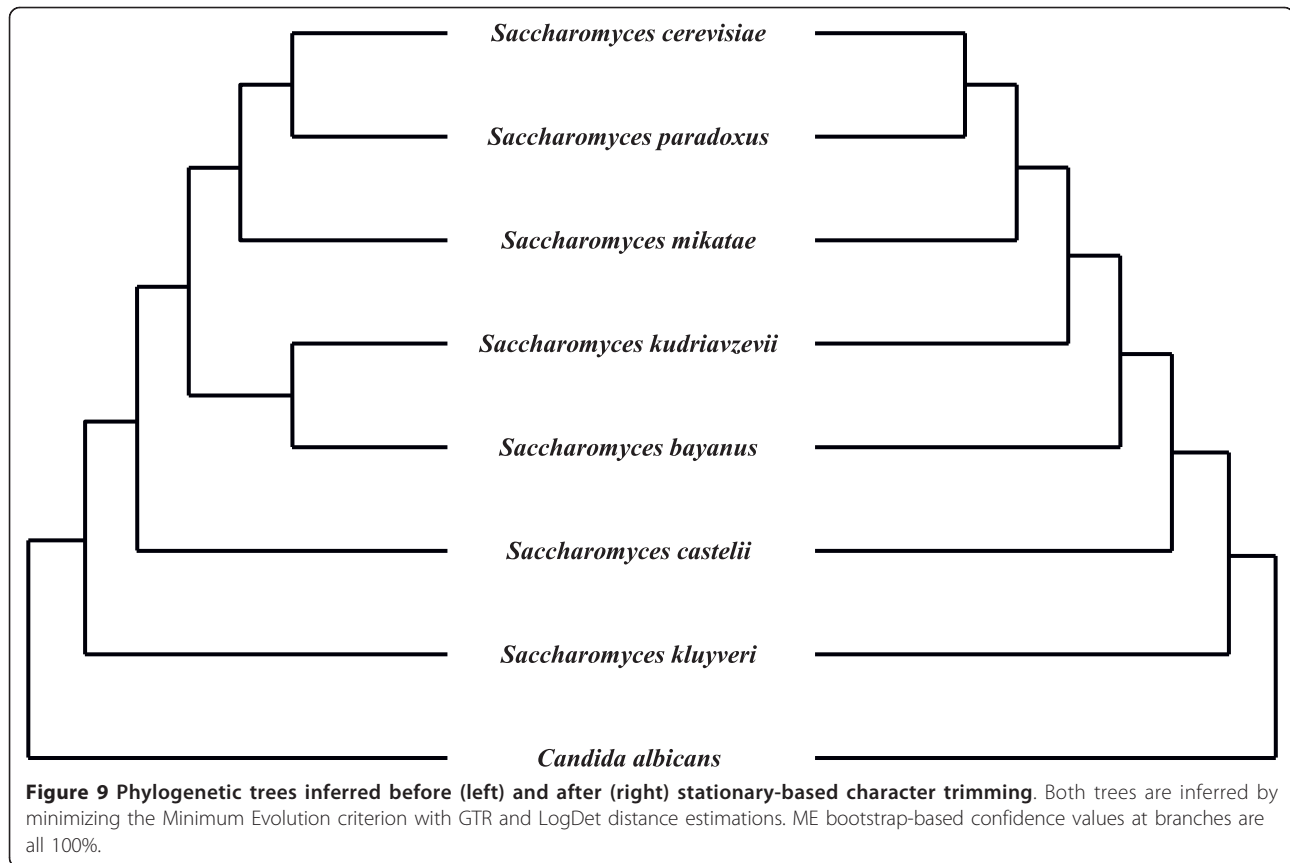 Saccharomyces cerevisiae
Saccharomyces paradoxus
Saccharomyces mikatae
Saccharomyces kudriavzevii
Saccharomyces bayanus
Saccharomyces castelii
Saccharomyces kluyveri
Candida albicans
Figure 9 Phylogenetic trees inferred before (left) and after (right) stationary-based character trimming. Both trees are inferred by
minimizing the Minimum Evolution criterion with GTR and LogDet distance estimations. ME bootstrap-based confidence values at branches are
all 100%.